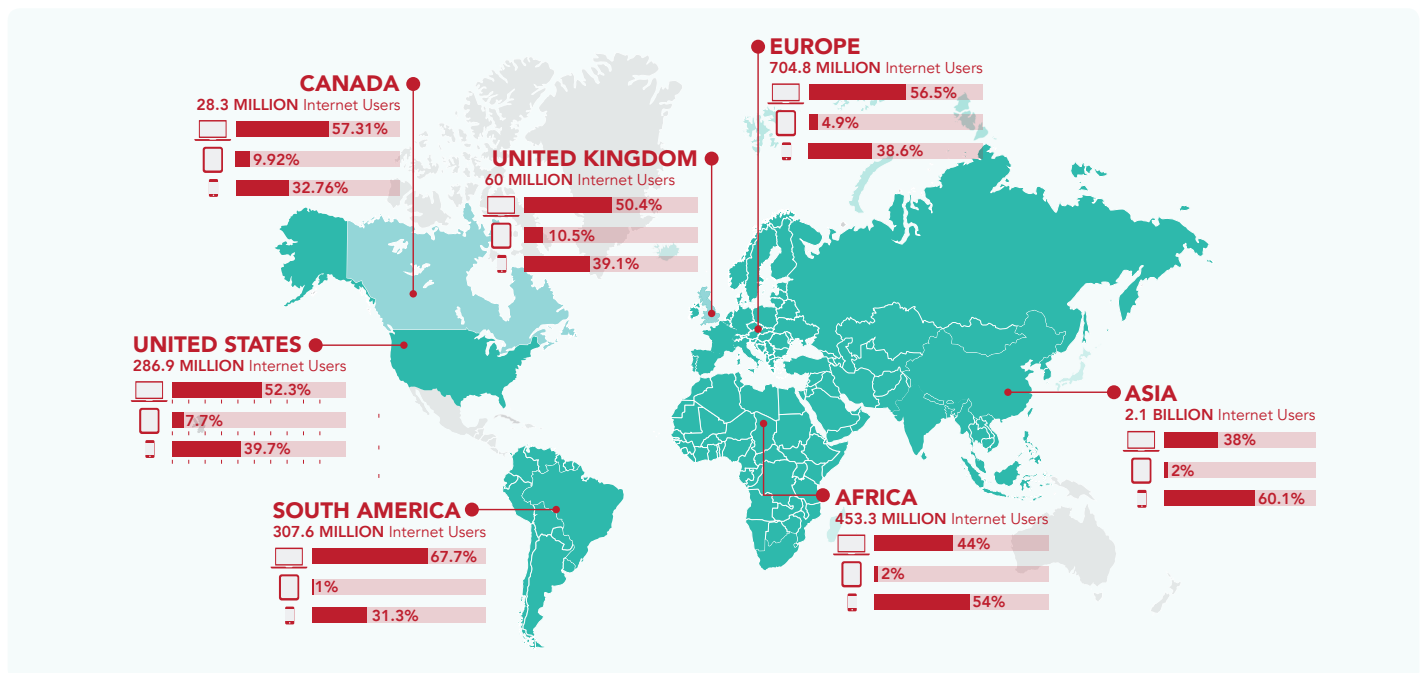 CANADA
28.3 MILLION Internet Users
57.31%
9.92%
32.76%
EUROPE
704.8 MILLION Internet Users
56.5%
4.9%
38.6%
UNITED KINGDOM
60 MILLION Internet Users
50.4%
10.5%
39.1%
UNITED STATES
286.9 MILLION Internet Users
52.3%
7.7%
39.7%
ASIA
2.1 BILLION Internet Users
38%
2%
60.1%
SOUTH AMERICA
307.6 MILLION Internet Users
67.7%
1%
31.3%
AFRICA
453.3 MILLION Internet Users
44%
2%
54%